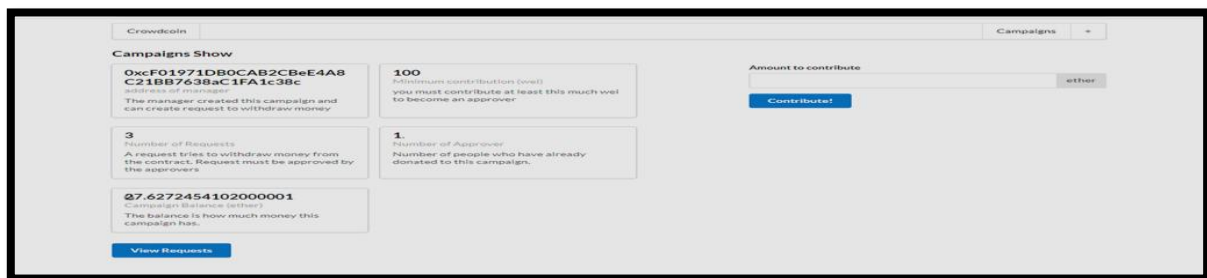 Crowdcoin
Campaigns +
Campaigns Show
0xcF01971DB0CAB2CBeE4A8
C21BB7638aC1FA1c38c
address of manager
The manager created this campaign and
can create request to withdraw money
100
Minimum contribution (wei)
you must contribute at least this much wei
to become an approver
Amount to contribute
ether
Contribute!
3
Number of Requests
A request tries to withdraw money from
the contract. Request must be approved by
the approvers
1.
Number of Approver
Number of people who have already
donated to this campaign.
27.6272454102000001
Campaign Balance (ether)
The balance is how much money this
campaign has.
View Requests